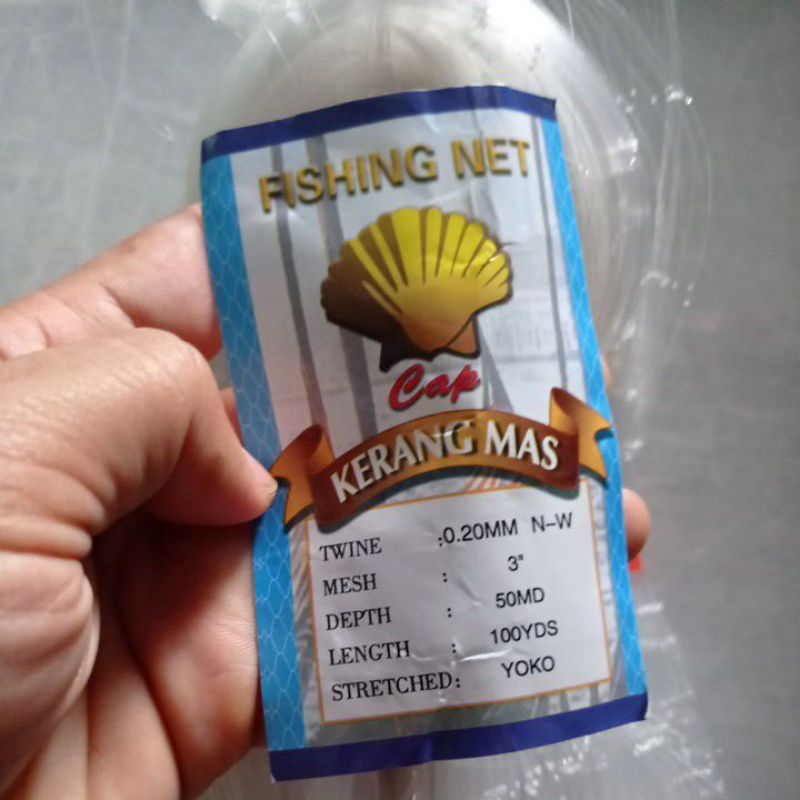 FISHING NET
Cap
KERANG MAS
TWINE :0.20MM N-W
MESH : 3"
DEPTH : 50MD
LENGTH : 100YDS
STRETCHED: YOKO